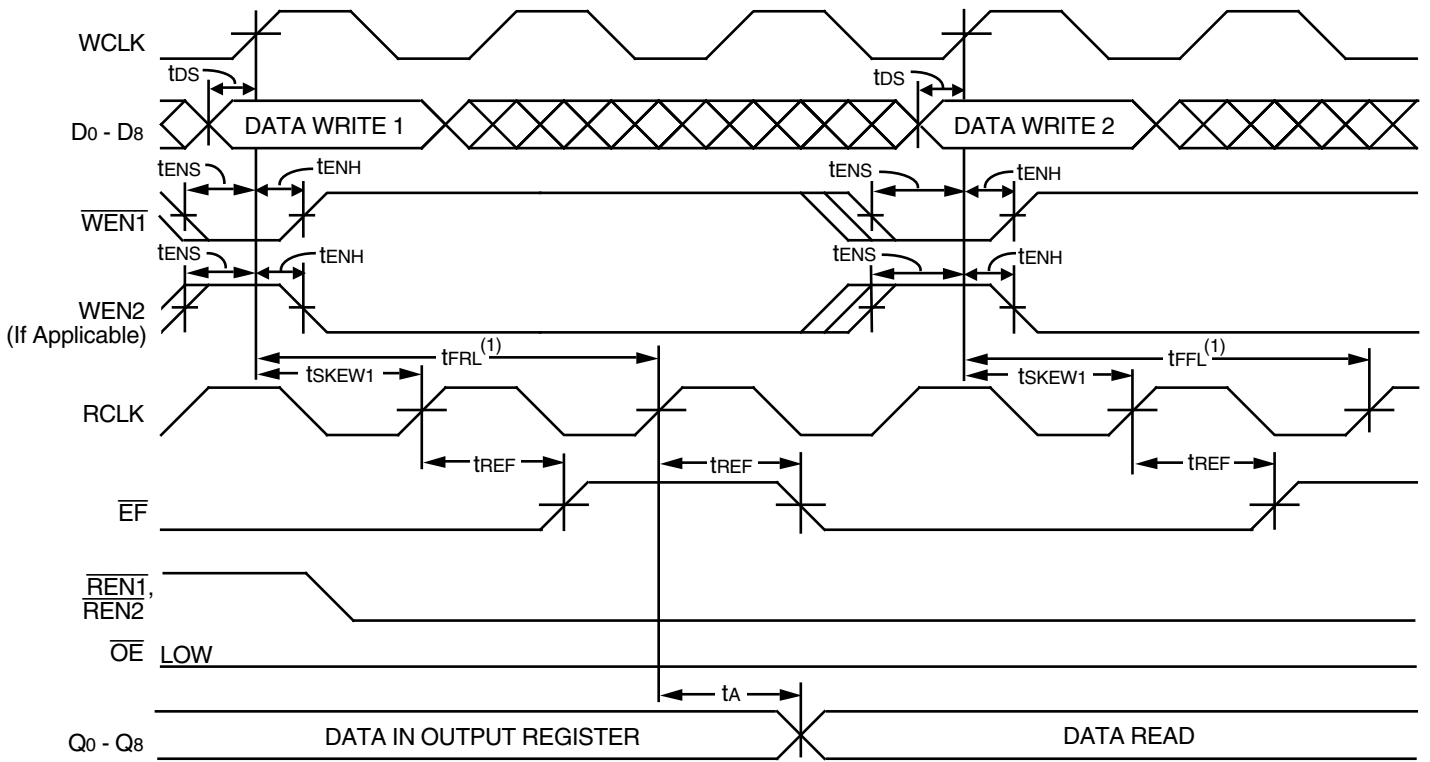 WCLK
tDS
tDS
D0 - D8
DATA WRITE 1
DATA WRITE 2
tENS
tENH
tENS
tENH
WEN1
tENS
tENH
tENS
tENH
WEN2
(If Applicable)
tFRL(1)
tFFL(1)
tSKEW1
tSKEW1
RCLK
tREF
tREF
tREF
EF
REN1,
REN2
OE
LOW
tA
Q0 - Q8
DATA IN OUTPUT REGISTER
DATA READ